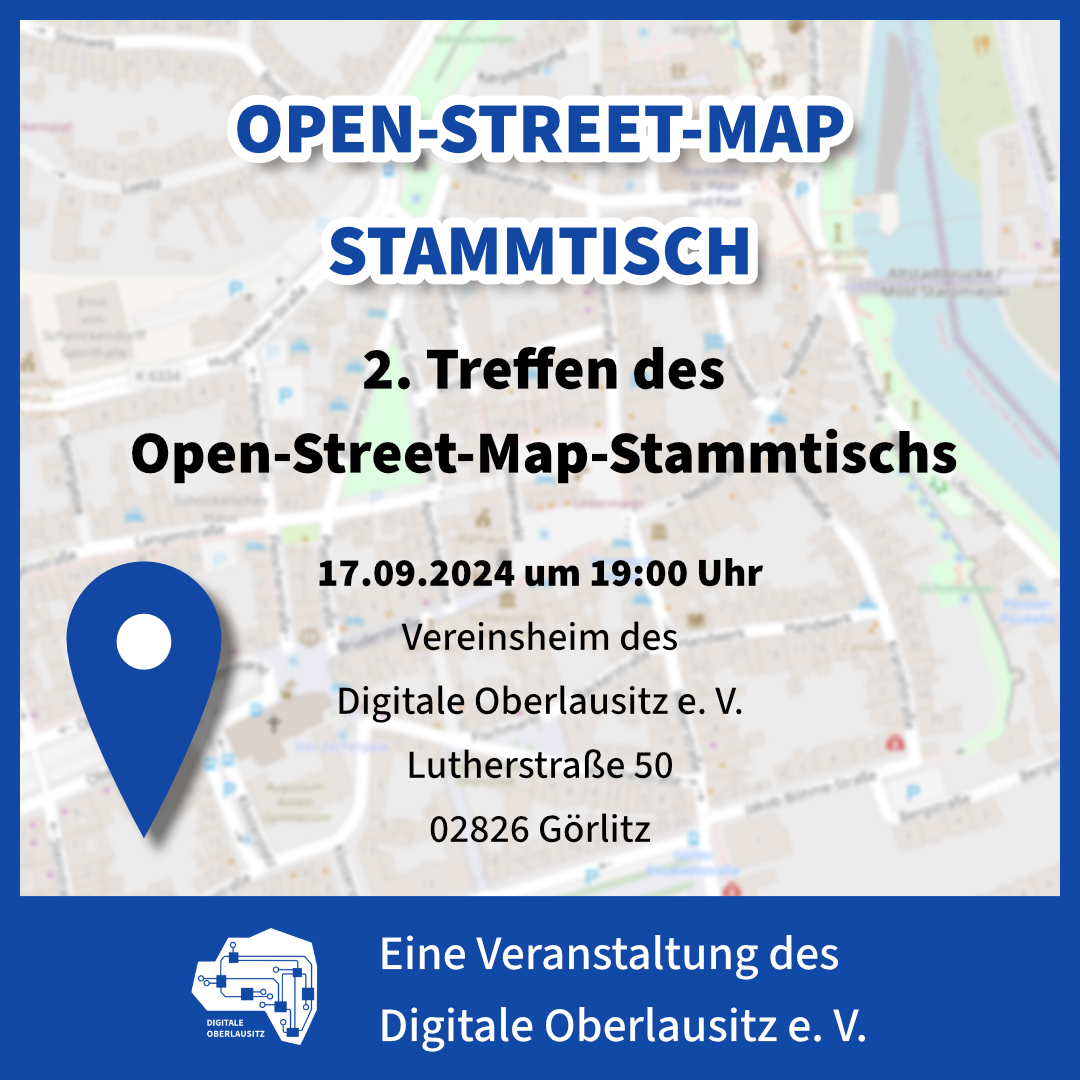 OPEN-STREET-MAP
STAMMTISCH
2. Treffen des
Open-Street-Map-Stammtischs
17.09.2024 um 19:00 Uhr
Vereinsheim des
Digitale Oberlausitz e. V.
Lutherstraße 50
02826 Görlitz
DIGITALE
OBERLAUSITZ
Eine Veranstaltung des
Digitale Oberlausitz e. V.